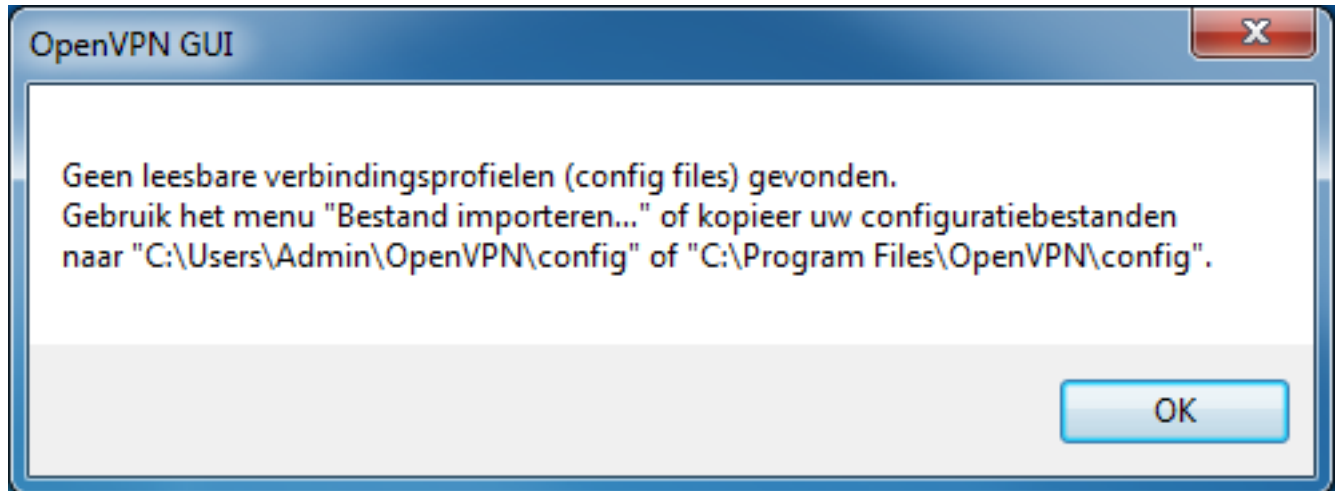 OpenVPN GUI
Geen leesbare verbindingsprofielen (config files) gevonden.
Gebruik het menu "Bestand importeren..." of kopieer uw configuratiebestanden
naar "C:\Users\Admin\OpenVPN\config" of "C:\Program Files\OpenVPN\config".
OK